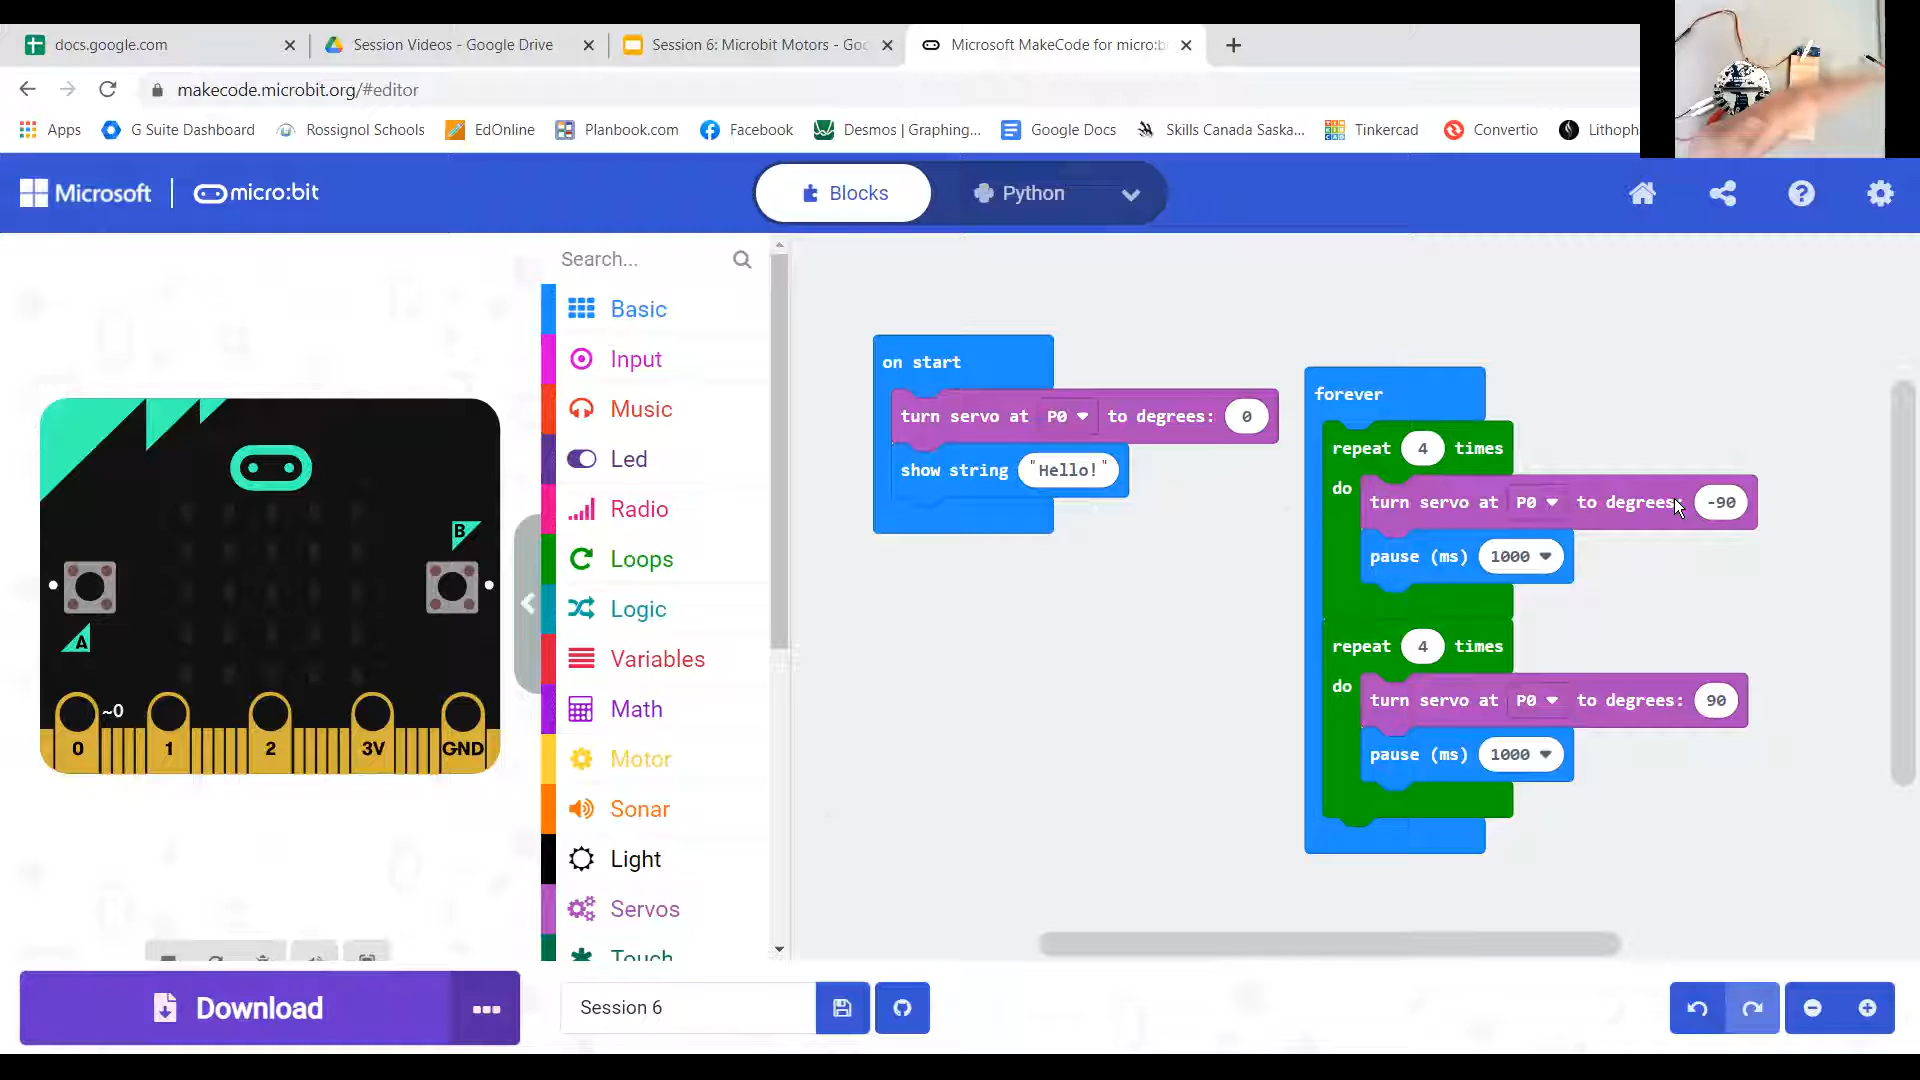 docs.google.com
Session Videos - Google Drive
Session 6: Microbit Motors - Goo
Microsoft MakeCode for micro:b
makecode.microbit.org/#editor
Apps
G Suite Dashboard
Rossignol Schools
EdOnline
Planbook.com
Facebook
Desmos | Graphing...
Google Docs
Skills Canada Saska...
Tinkercad
Convertio
Lithoph
Microsoft
micro:bit
Blocks
Python
Search...
Basic
Input
Music
Led
Radio
Loops
Logic
Variables
Math
Motor
Sonar
Light
Servos
Touch
B
A
~0
0
1
2
3V
GND
on start
turn servo at P0 to degrees: 0
show string "Hello!"
forever
repeat 4 times
do
turn servo at P0 to degrees: -90
pause (ms) 1000
repeat 4 times
do
turn servo at P0 to degrees: 90
pause (ms) 1000
Download
Session 6